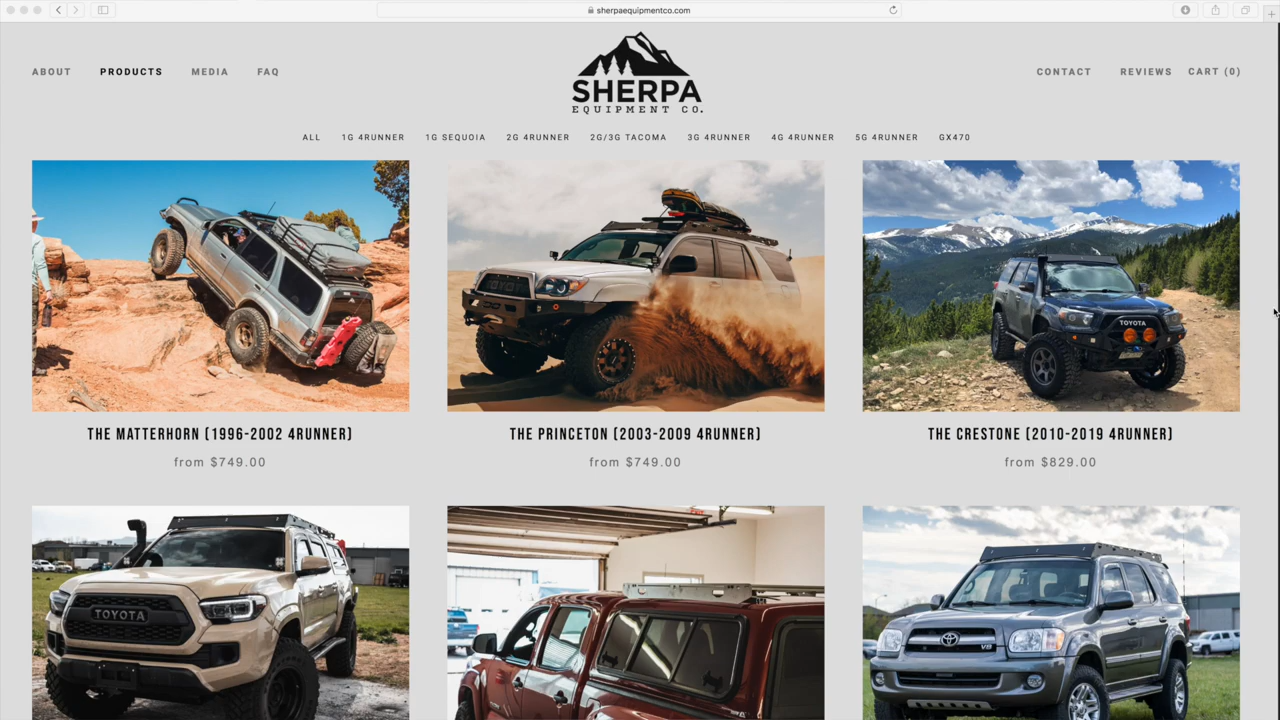 sherpaequipmentco.com
ABOUT PRODUCTS MEDIA FAQ
SHERPA
EQUIPMENT CO.
CONTACT REVIEWS CART (0)
ALL 1G 4RUNNER 1G SEQUOIA 2G 4RUNNER 2G/3G TACOMA 3G 4RUNNER 4G 4RUNNER 5G 4RUNNER GX470
TOYOTA
THE MATTERHORN (1996-2002 4RUNNER)
THE PRINCETON (2003-2009 4RUNNER)
THE CRESTONE (2010-2019 4RUNNER)
from $749.00
from $749.00
from $829.00
TOYOTA
V8